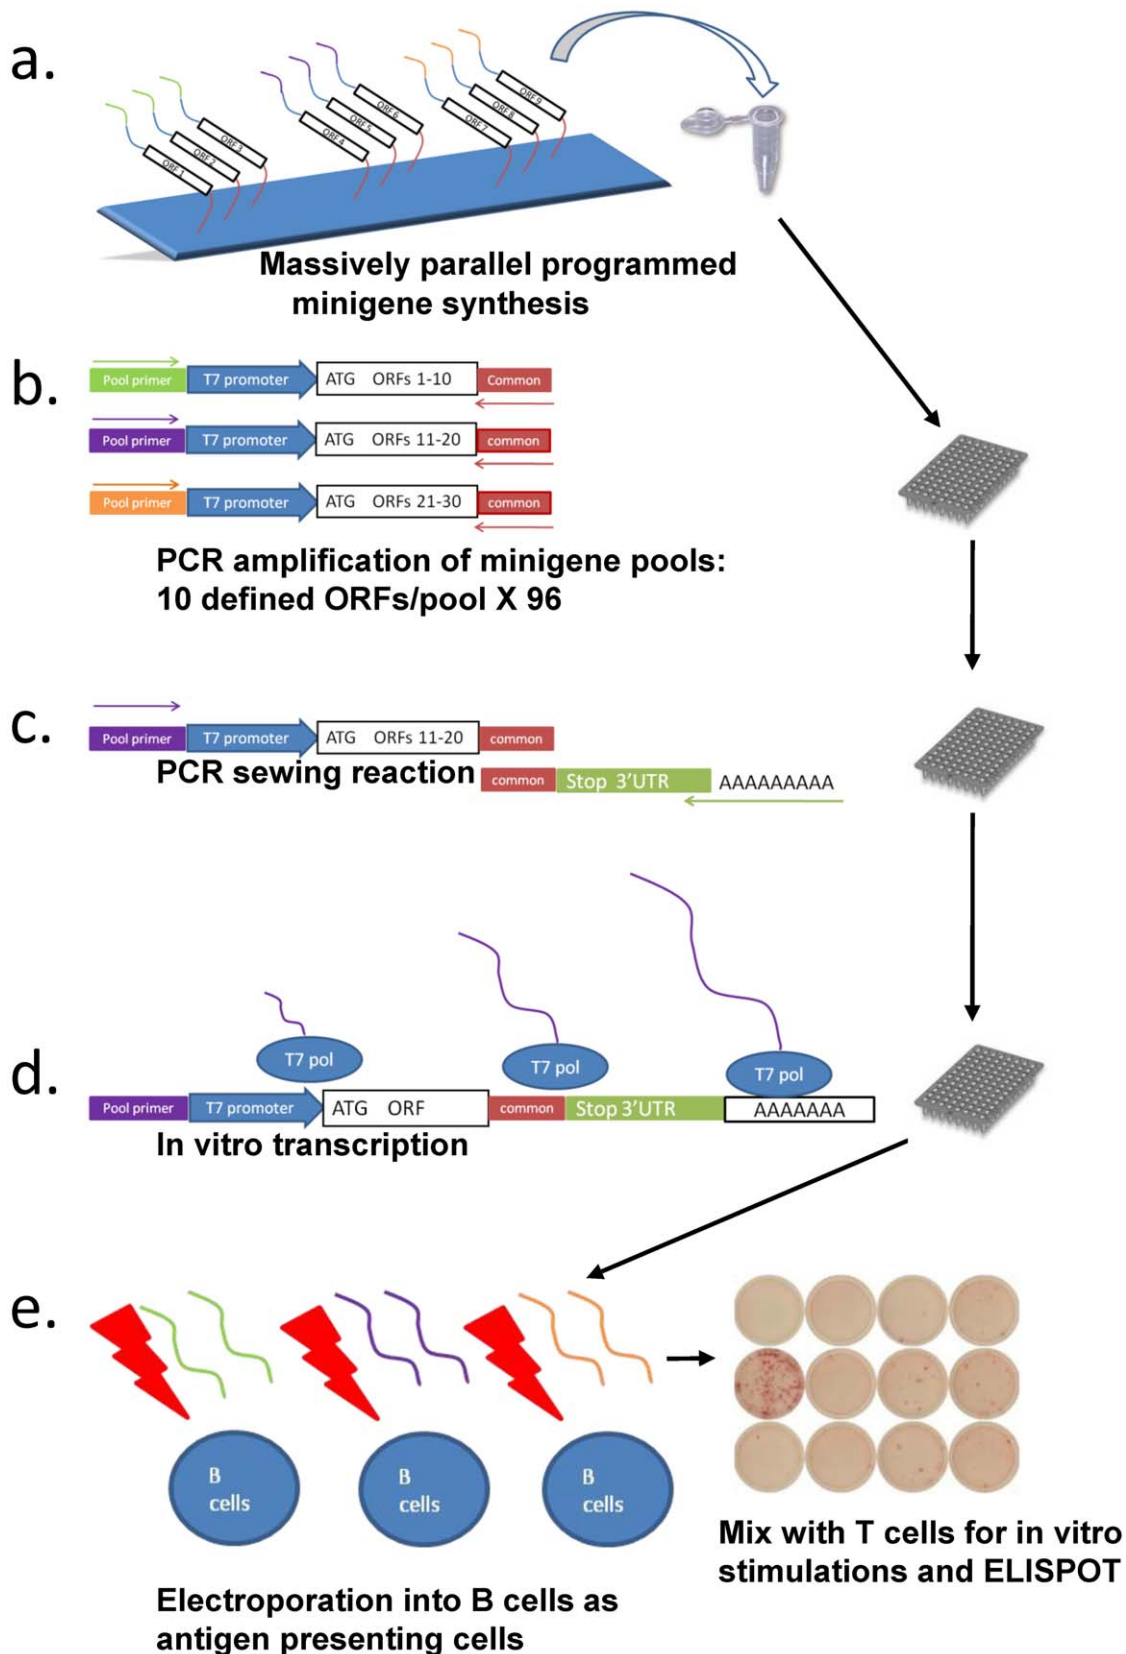 a.
ORF 1
ORF 2
ORF 3
ORF 4
ORF 5
ORF 6
ORF 7
ORF 8
ORF 9
Massively parallel programmed
minigene synthesis
b.
Pool primer T7 promoter ATG ORFs 1-10 Common
Pool primer T7 promoter ATG ORFs 11-20 common
Pool primer T7 promoter ATG ORFs 21-30 common
PCR amplification of minigene pools:
10 defined ORFs/pool X 96
c.
Pool primer T7 promoter ATG ORFs 11-20 common
PCR sewing reaction
common Stop 3’UTR AAAAAAAAA
d.
T7 pol T7 pol T7 pol
Pool primer T7 promoter ATG ORF common Stop 3’UTR AAAAAAA
In vitro transcription
e.
B
cells
B
cells
B
cells
Electroporation into B cells as
antigen presenting cells
Mix with T cells for in vitro
stimulations and ELISPOT